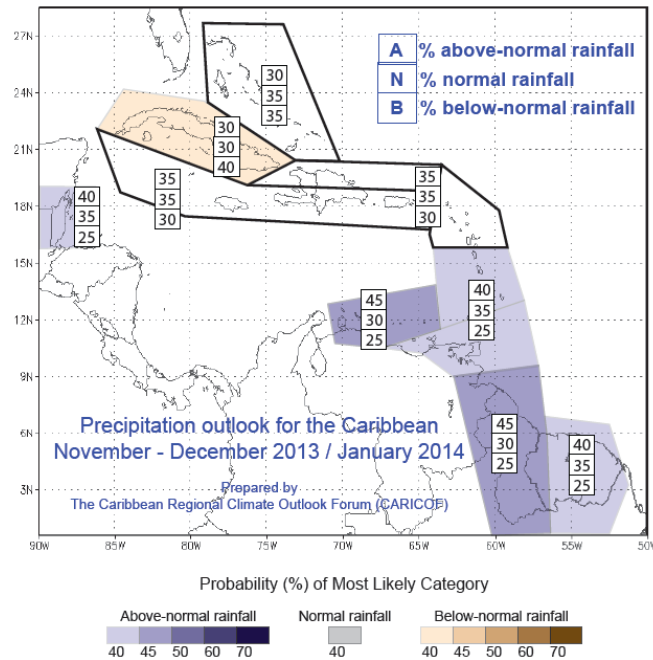 27N
24N
21N
18N
15N
12N
9N
6N
3N
A % above-normal rainfall
N % normal rainfall
B % below-normal rainfall
30
35
35
30
30
40
35
35
30
35
35
30
40
35
25
45
30
25
40
35
25
45
30
25
40
35
25
Precipitation outlook for the Caribbean
November - December 2013 / January 2014
Prepared by
The Caribbean Regional Climate Outlook Forum (CARICOF)
90W 85W 80W 75W 70W 65W 60W 55W 50W
Probability (%) of Most Likely Category
Above-normal rainfall Normal rainfall Below-normal rainfall
40 45 50 60 70 40 40 45 50 60 70